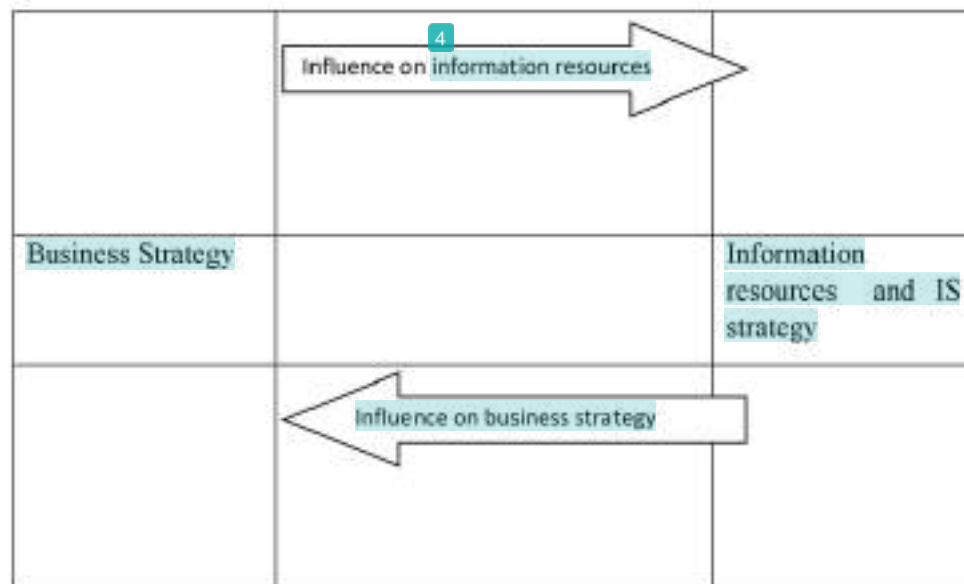 4
Influence on information resources
Business Strategy
Information
resources and IS
strategy
Influence on business strategy